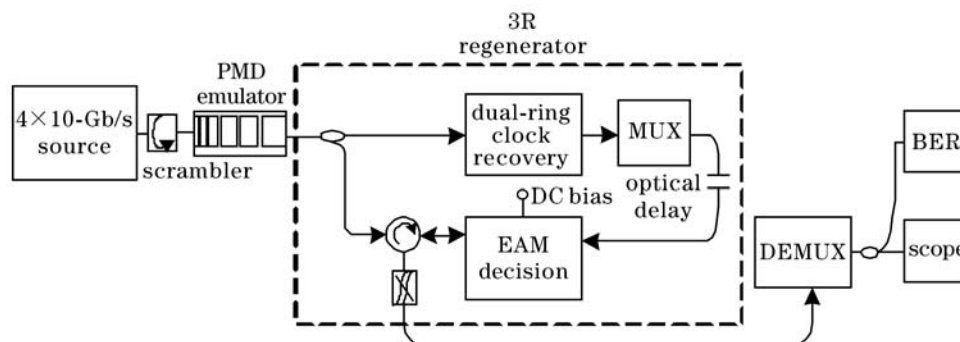 3R
regenerator
PMD
emulator
4×10-Gb/s
source
scrambler
dual-ring
clock
recovery
MUX
optical
delay
DC bias
EAM
decision
BER
DEMUX
scope